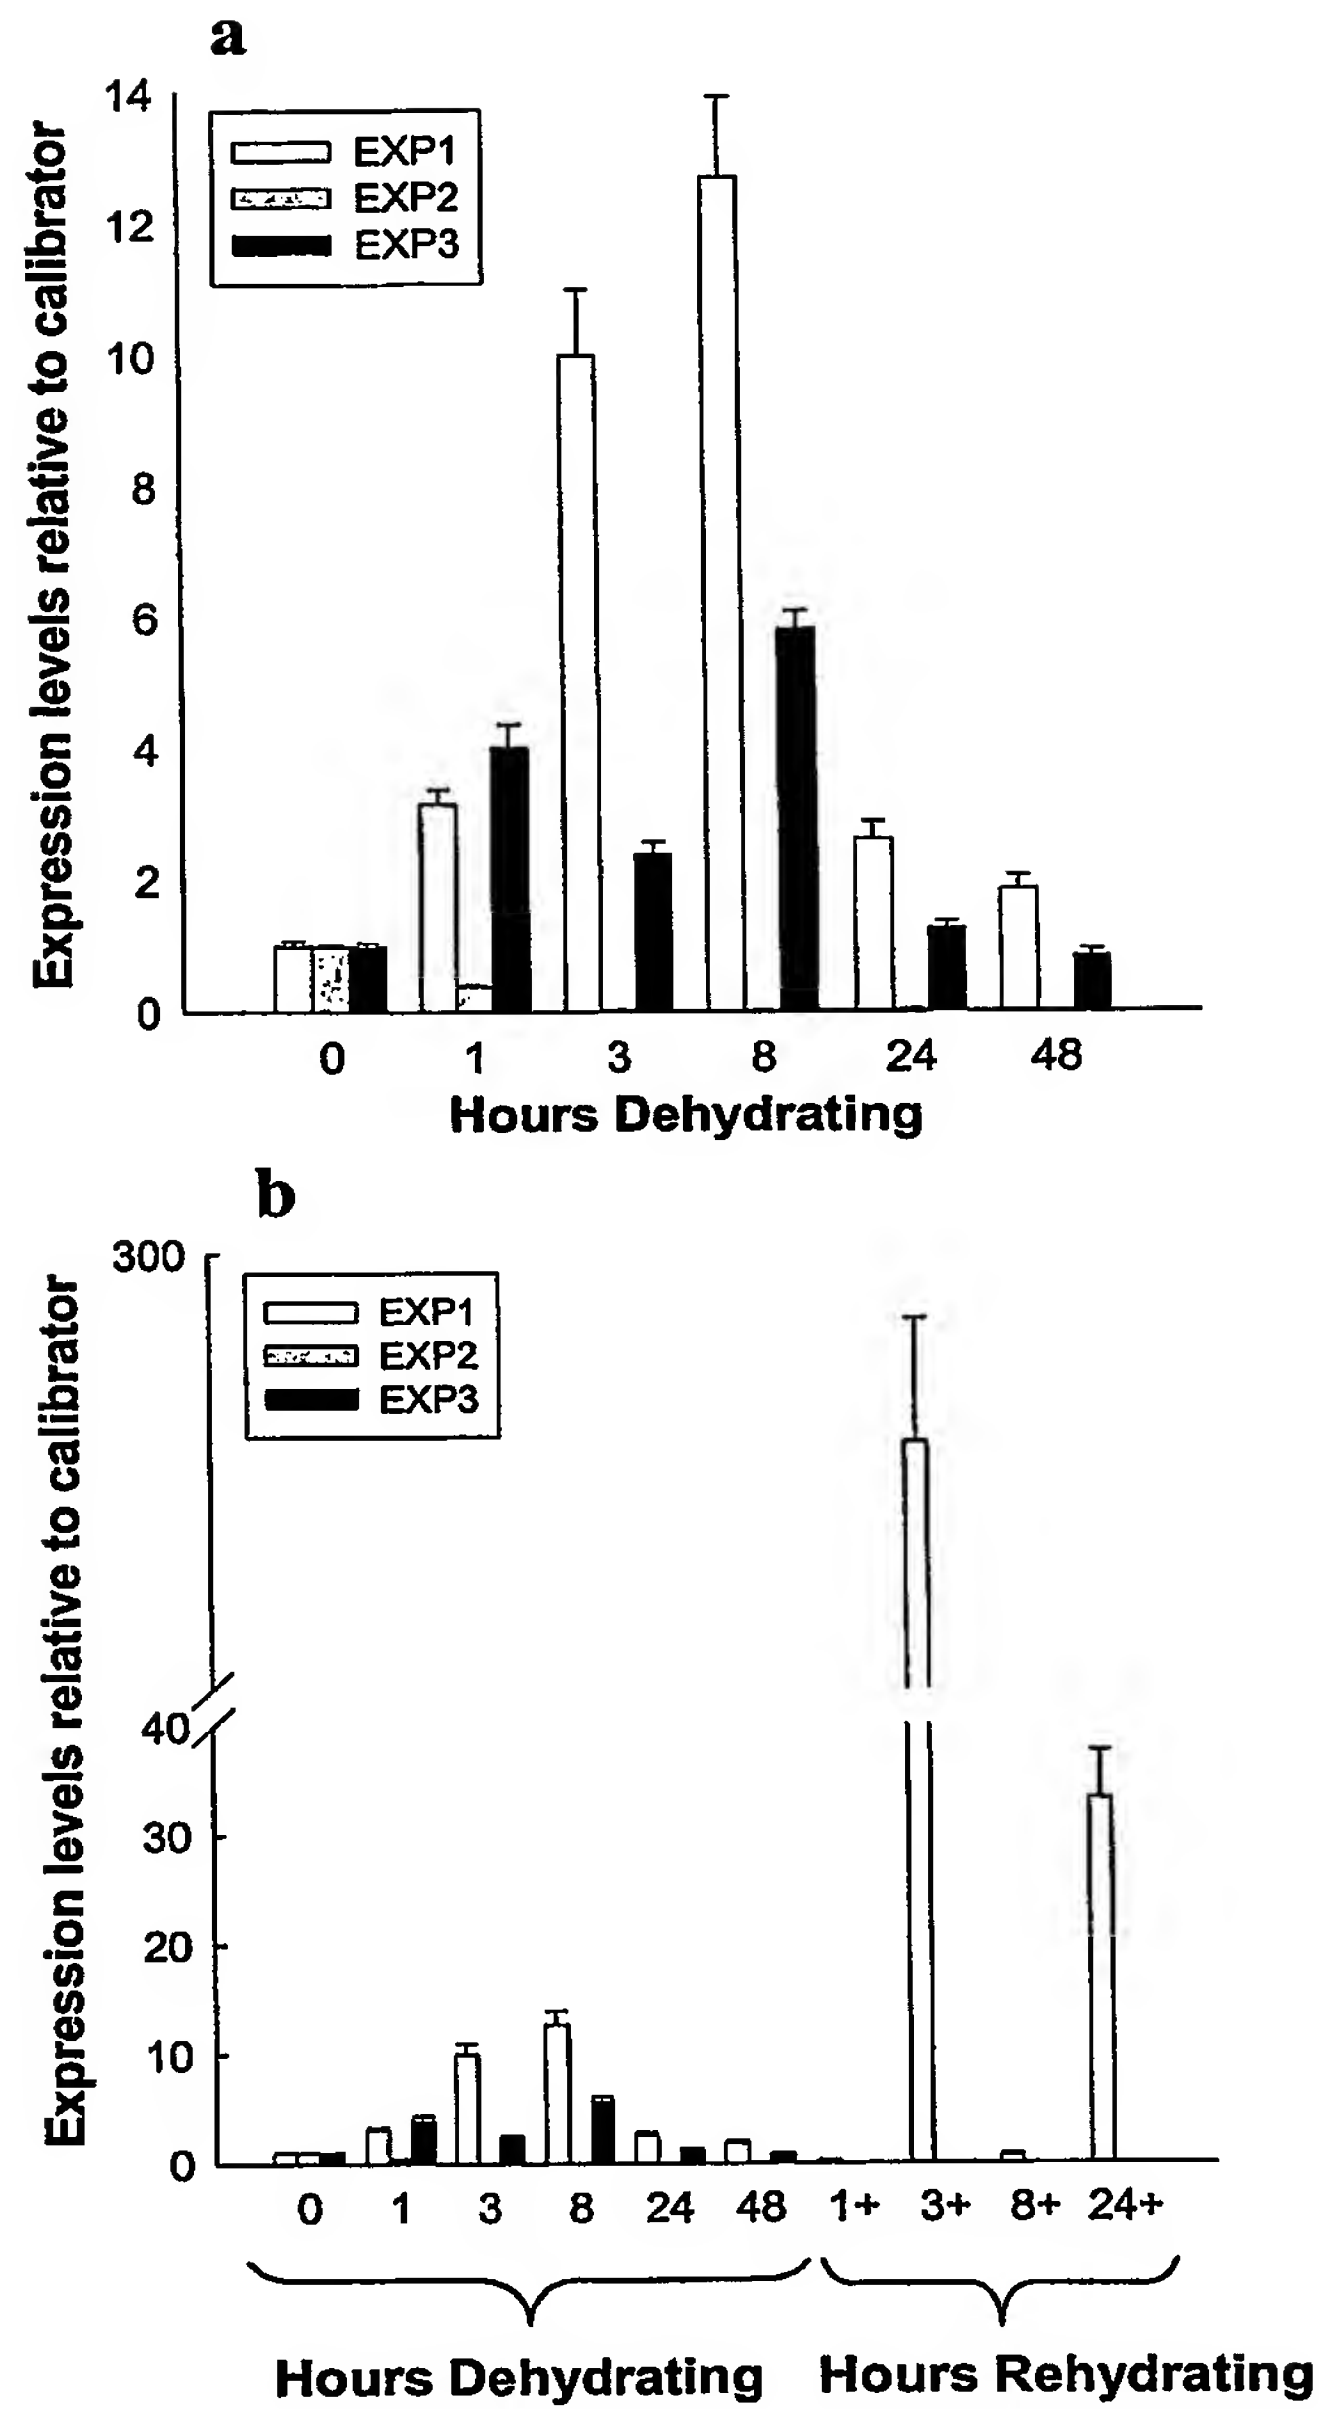 a
Expression levels relative to calibrator
14
12
10
8
6
4
2
0
EXP1
EXP2
EXP3
0 1 3 8 24 48
Hours Dehydrating
b
Expression levels relative to calibrator
300
40
30
20
10
0
EXP1
EXP2
EXP3
0 1 3 8 24 48 1+ 3+ 8+ 24+
Hours Dehydrating Hours Rehydrating